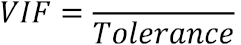 VIF =
Tolerance